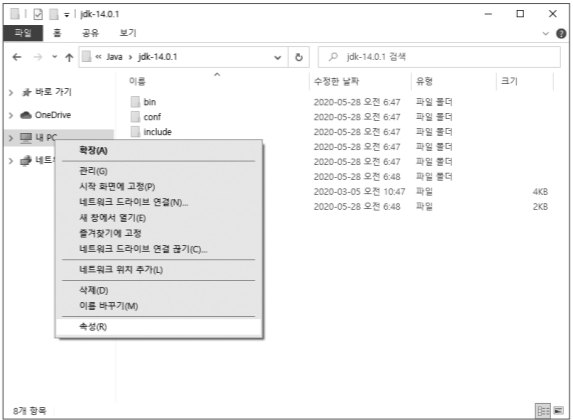 jdk-14.0.1
파일 홈 공유 보기
« Java › jdk-14.0.1
jdk-14.0.1 검색
이름 수정한 날짜 유형 크기
바로 가기
OneDrive
내 PC
네트
bin 2020-05-28 오전 6:47 파일 폴더
conf 2020-05-28 오전 6:47 파일 폴더
include 2020-05-28 오전 6:47 파일 폴더
2020-05-28 오전 6:47 파일 폴더
2020-05-28 오전 6:47 파일 폴더
2020-05-28 오전 6:48 파일 폴더
2020-03-05 오전 10:47 파일 4KB
2020-05-28 오전 6:48 파일 2KB
확장(A)
관리(G)
시작 화면에 고정(P)
네트워크 드라이브 연결(N)...
새 창에서 열기(E)
즐겨찾기에 고정
네트워크 드라이브 연결 끊기(C)...
네트워크 위치 추가(L)
삭제(D)
이름 바꾸기(M)
속성(R)
8개 항목